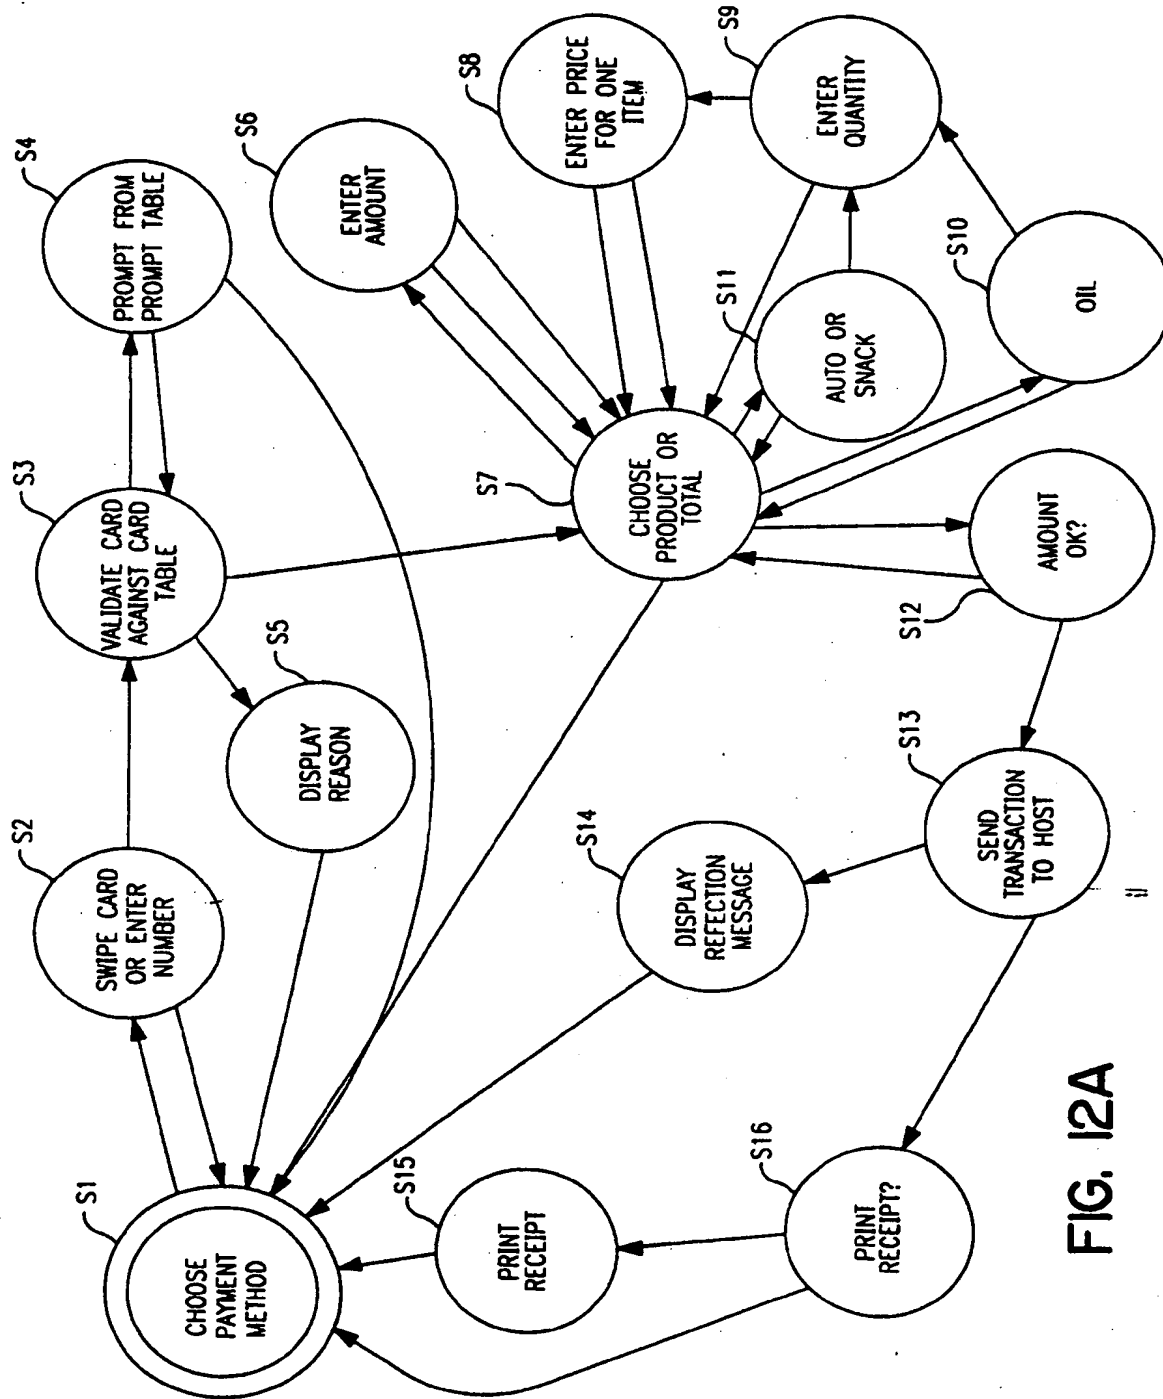 S1
CHOOSE
PAYMENT
METHOD
S2
SWIPE CARD
OR ENTER
NUMBER
S3
VALIDATE CARD
AGAINST CARD
TABLE
S4
PROMPT FROM
PROMPT TABLE
S5
DISPLAY
REASON
S6
ENTER
AMOUNT
S7
CHOOSE
PRODUCT OR
TOTAL
S8
ENTER PRICE
FOR ONE
ITEM
S9
ENTER
QUANTITY
S10
OIL
S11
AUTO OR
SNACK
S12
AMOUNT
OK?
S13
SEND
TRANSACTION
TO HOST
S14
DISPLAY
REFECTION
MESSAGE
S15
PRINT
RECEIPT
S16
PRINT
RECEIPT?
FIG. 12A